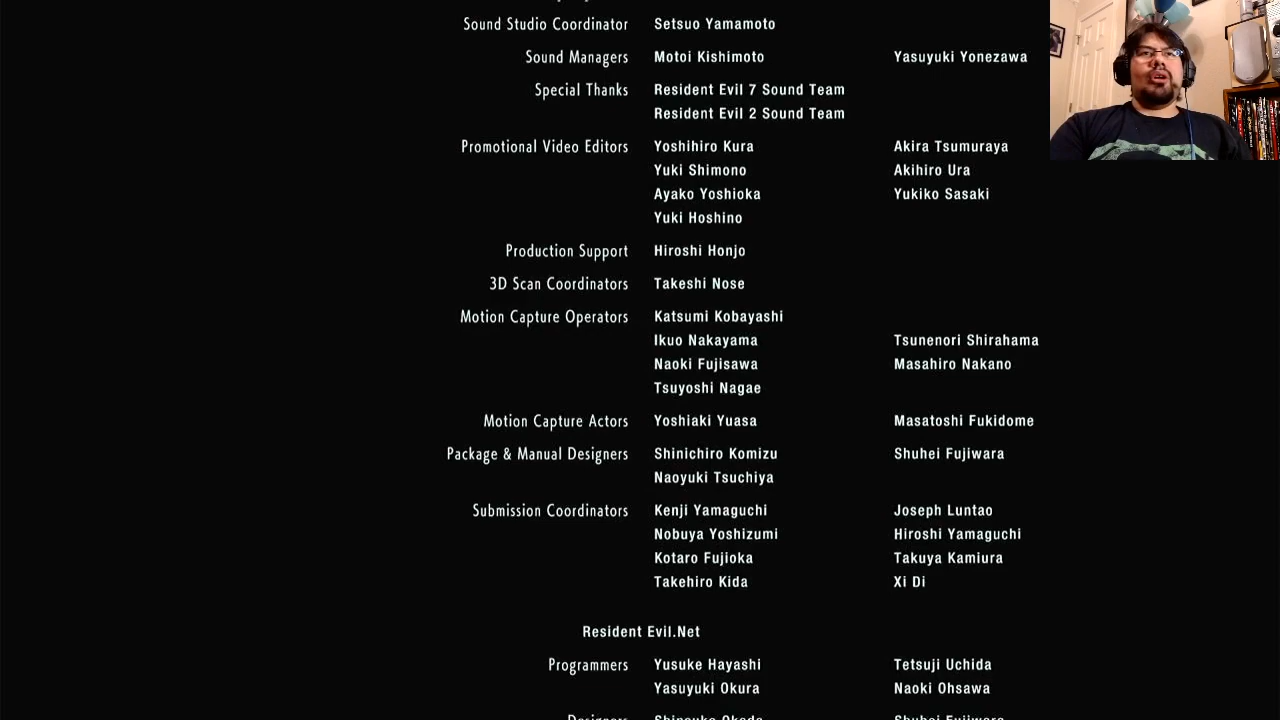 Sound Studio Coordinator Setsuo Yamamoto
Sound Managers Motoi Kishimoto Yasuyuki Yonezawa
Special Thanks Resident Evil 7 Sound Team
Resident Evil 2 Sound Team
Promotional Video Editors Yoshihiro Kura Akira Tsumuraya
Yuki Shimono Akihiro Ura
Ayako Yoshioka Yukiko Sasaki
Yuki Hoshino
Production Support Hiroshi Honjo
3D Scan Coordinators Takeshi Nose
Motion Capture Operators Katsumi Kobayashi
Ikuo Nakayama Tsunenori Shirahama
Naoki Fujisawa Masahiro Nakano
Tsuyoshi Nagae
Motion Capture Actors Yoshiaki Yuasa Masatoshi Fukidome
Package & Manual Designers Shinichiro Komizu Shuhei Fujiwara
Naoyuki Tsuchiya
Submission Coordinators Kenji Yamaguchi Joseph Luntao
Nobuya Yoshizumi Hiroshi Yamaguchi
Kotaro Fujioka Takuya Kamiura
Takehiro Kida Xi Di
Resident Evil.Net
Programmers Yusuke Hayashi Tetsuji Uchida
Yasuyuki Okura Naoki Ohsawa
Designers Shinsuke Okada Shuhei Fujiwara